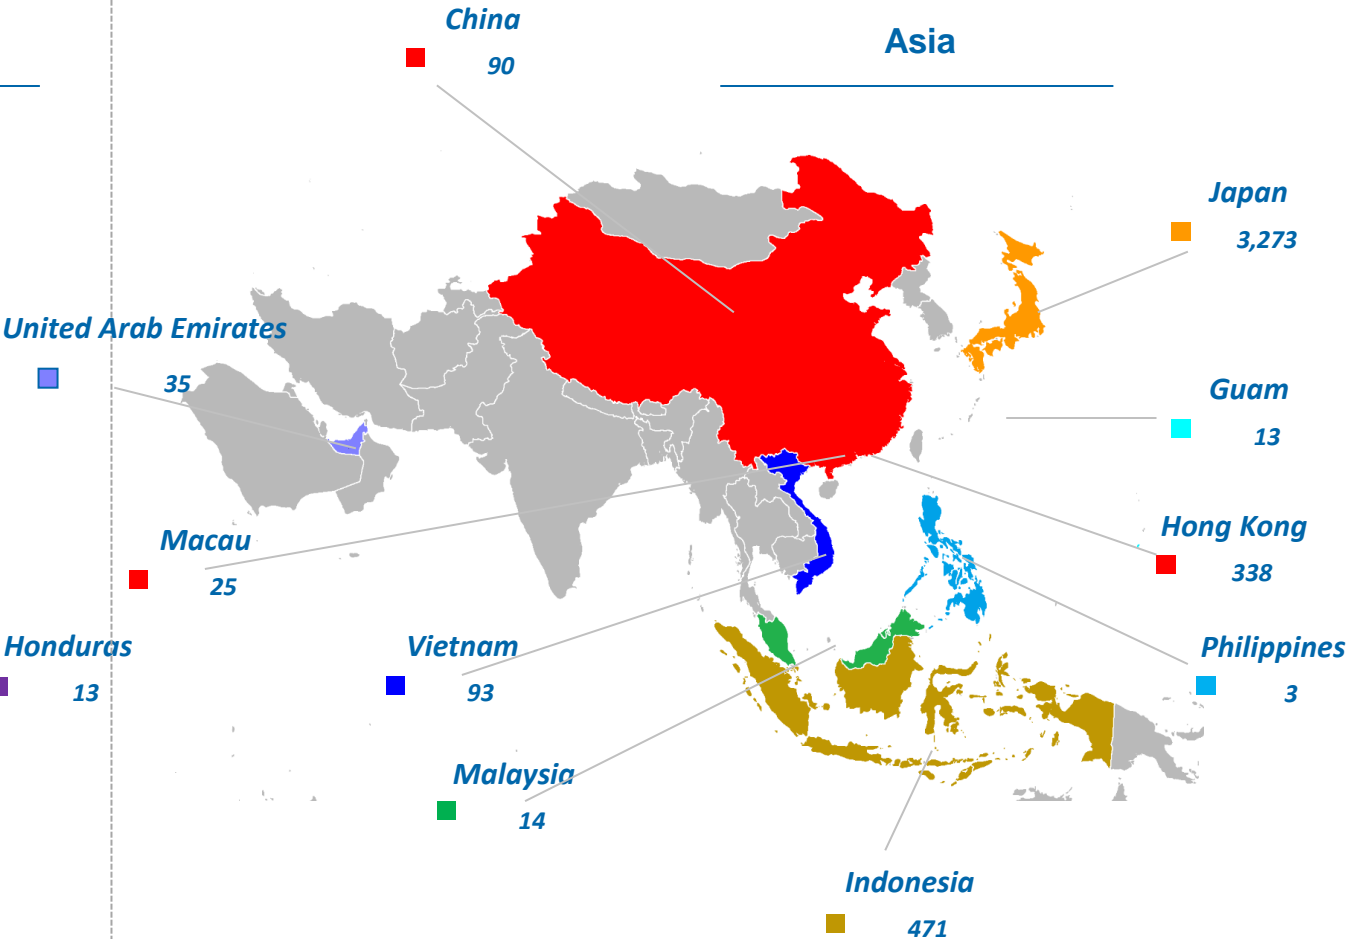 China
90
Asia
Japan
3,273
United Arab Emirates
35
Guam
13
Macau
25
Hong Kong
338
Honduras
13
Vietnam
93
Philippines
3
Malaysia
14
Indonesia
471